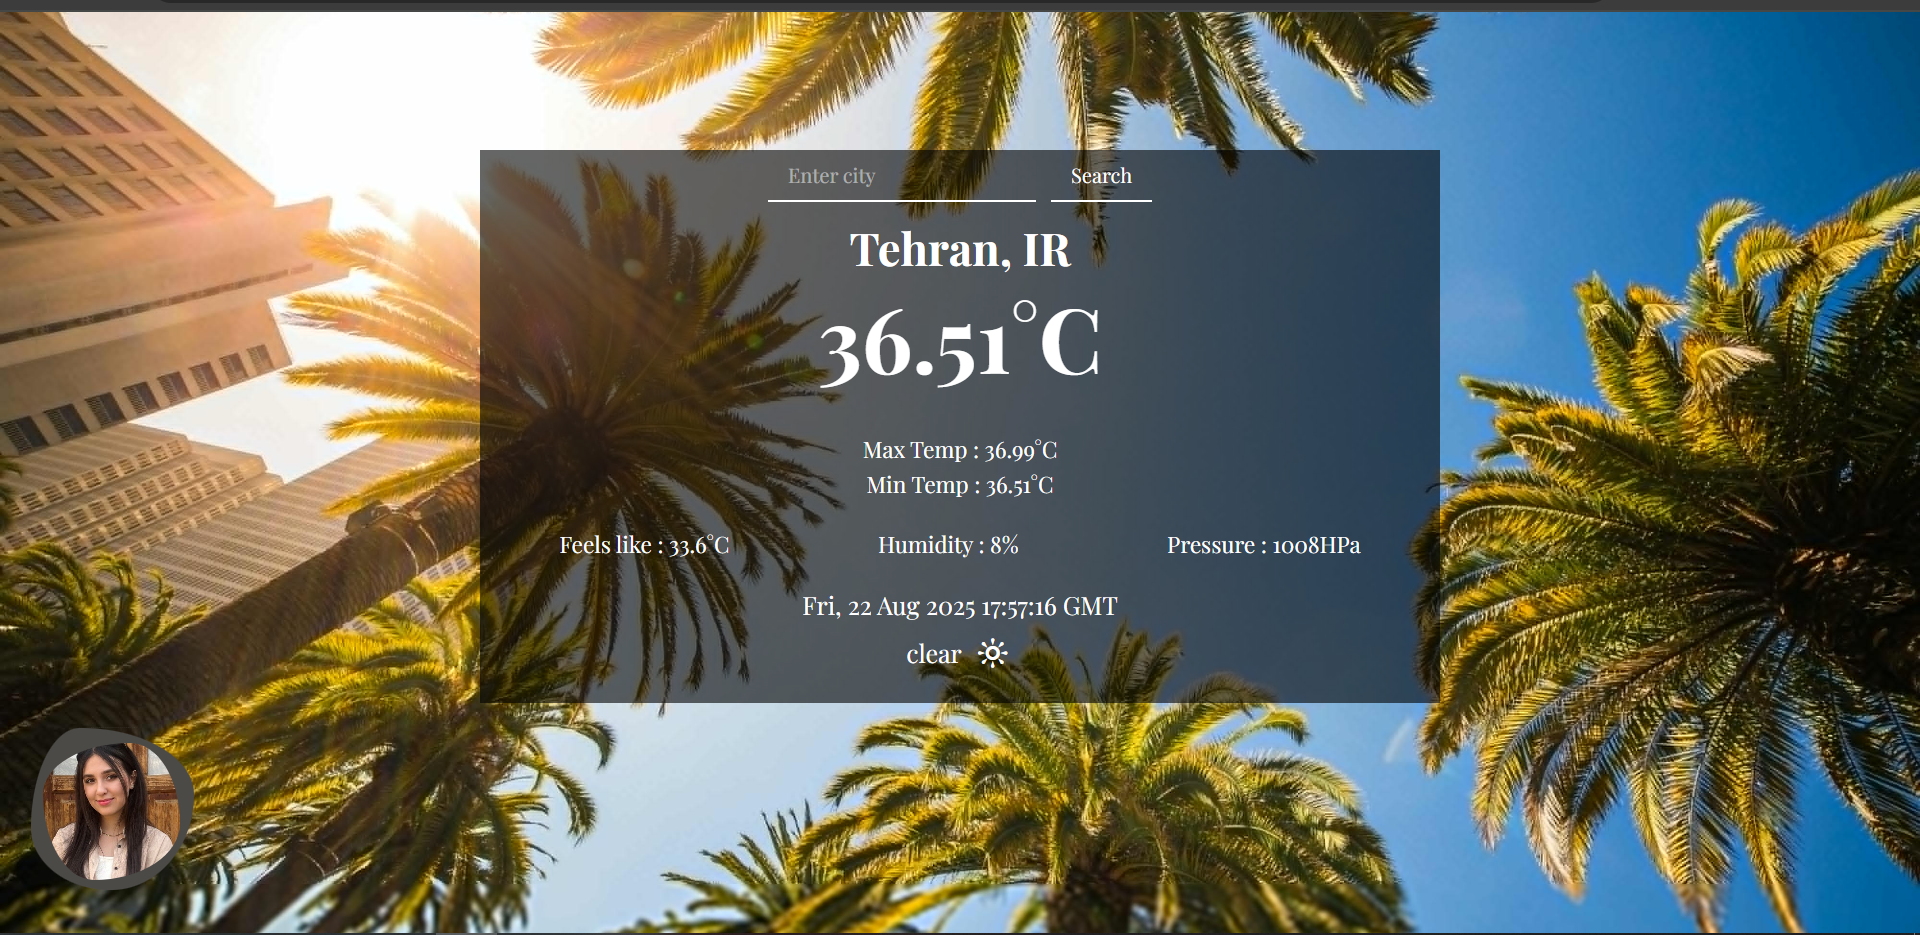 Enter city Search
Tehran, IR
36.51°C
Max Temp : 36.99°C
Min Temp : 36.51°C
Feels like : 33.6°C Humidity : 8% Pressure : 1008HPa
Fri, 22 Aug 2025 17:57:16 GMT
clear